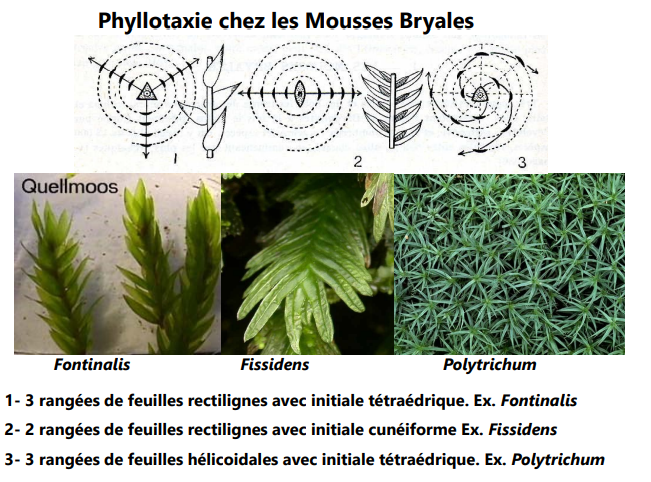 Phyllotaxie chez les Mousses Bryales
1
2
3
Quellmoos
Fontinalis
Fissidens
Polytrichum
1- 3 rangées de feuilles rectilignes avec initiale tétraédrique. Ex. Fontinalis
2- 2 rangées de feuilles rectilignes avec initiale cunéiforme Ex. Fissidens
3- 3 rangées de feuilles hélicoidales avec initiale tétraédrique. Ex. Polytrichum